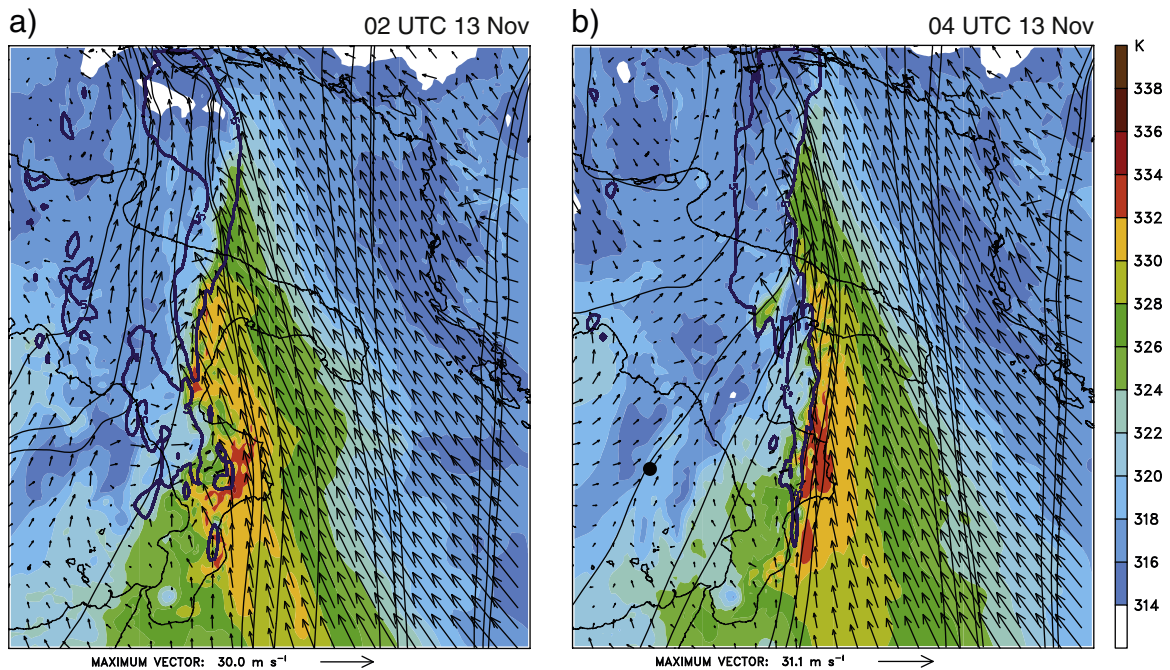 a) 02 UTC 13 Nov
b) 04 UTC 13 Nov
K
338
336
334
332
330
328
326
324
322
320
318
316
314
MAXIMUM VECTOR: 30.0 m s⁻¹
MAXIMUM VECTOR: 31.1 m s⁻¹